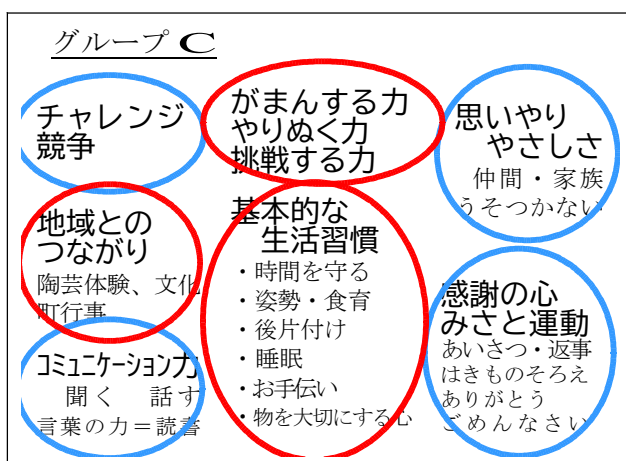 グループC
チャレンジ
競争
がまんする力
やりぬく力
挑戦する力
思いやり
やさしさ
仲間・家族
うそつかない
地域との
つながり
陶芸体験、文化
町行事
基本的な
生活習慣
・時間を守る
・姿勢・食育
・後片付け
・睡眠
・お手伝い
・物を大切にする心
感謝の心
みさと運動
あいさつ・返事
はきものそろえ
ありがとう
ごめんなさい
コミュニケーション力
聞く 話す
言葉の力=読書